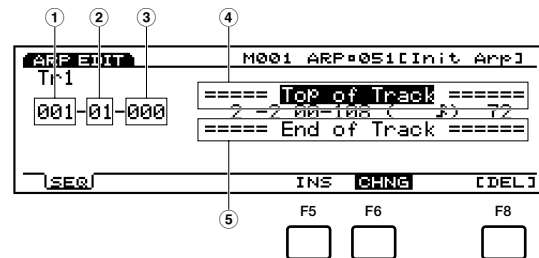 ① ② ③ ④
ARP EDIT M001 ARP:051[Init Arp]
Tr1
===== Top of Track ======
001-01-000
===== End of Track ======
SEQ INS CHNG [DEL]
⑤
F5 F6 F8